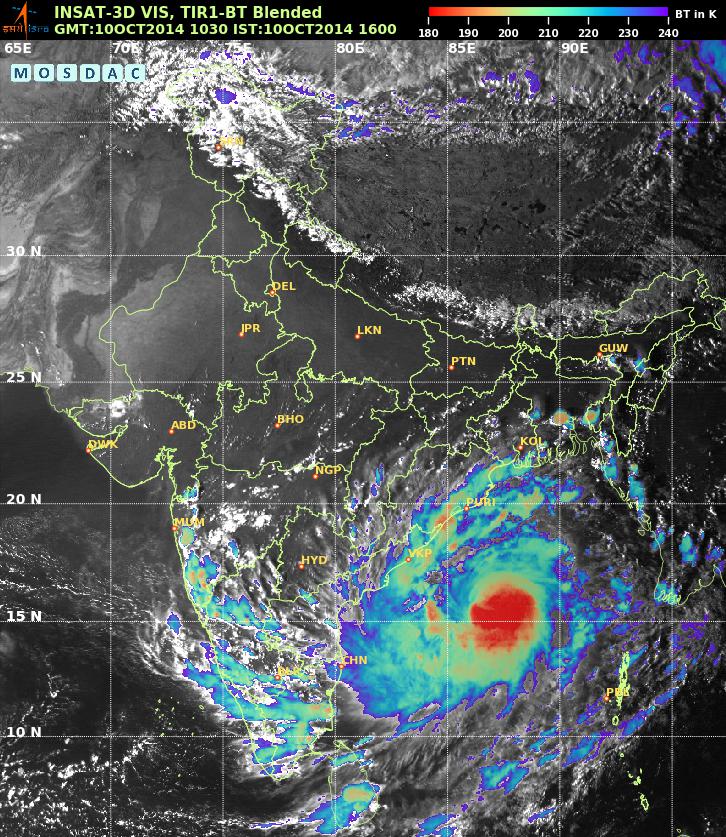 INSAT-3D VIS, TIR1-BT Blended
GMT:10OCT2014 1030 IST:10OCT2014 1600
BT in K
180 190 200 210 220 230 240
65E 70E 75E 80E 85E 90E
MOSDAC
30 N
DEL
JPR LKN
GUW
PTN
25 N
ABD BHO
DWK KOL
NGP
20 N
PURI
MUM
VKP
HYD
15 N
CHN
PBL
10 N